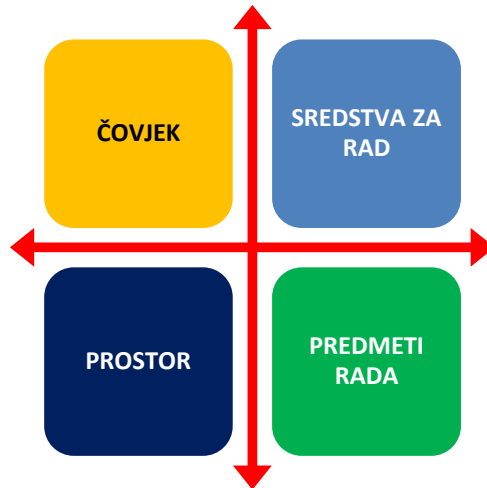 ČOVJEK
SREDSTVA ZA
RAD
PROSTOR
PREDMETI
RADA